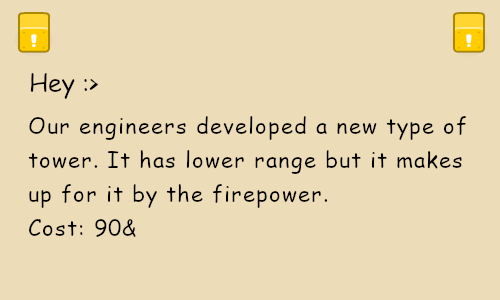 Hey :>
Our engineers developed a new type of
tower. It has lower range but it makes
up for it by the firepower.
Cost: 90&